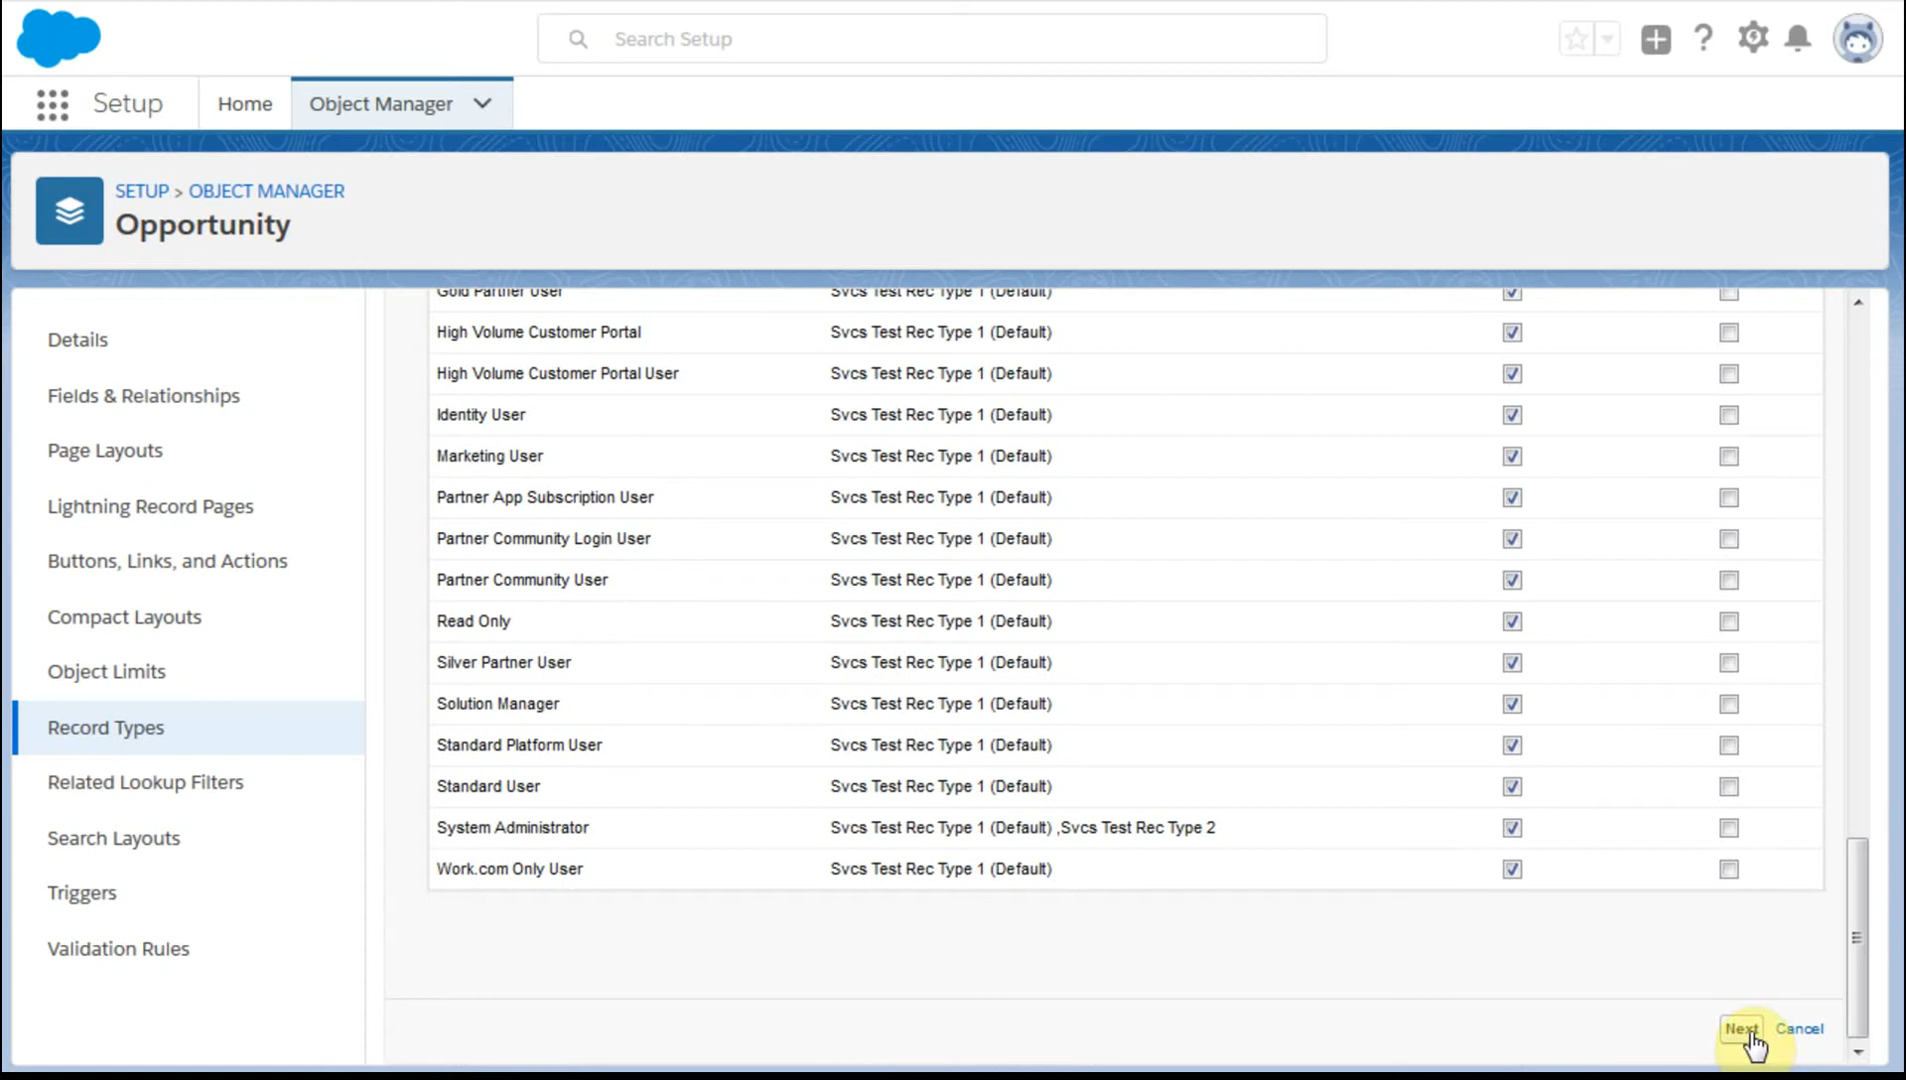 Search Setup
Setup
Home
Object Manager
SETUP > OBJECT MANAGER
Opportunity
Details
Fields & Relationships
Page Layouts
Lightning Record Pages
Buttons, Links, and Actions
Compact Layouts
Object Limits
Record Types
Related Lookup Filters
Search Layouts
Triggers
Validation Rules
Gold Partner User Svcs Test Rec Type 1 (Default)
High Volume Customer Portal Svcs Test Rec Type 1 (Default)
High Volume Customer Portal User Svcs Test Rec Type 1 (Default)
Identity User Svcs Test Rec Type 1 (Default)
Marketing User Svcs Test Rec Type 1 (Default)
Partner App Subscription User Svcs Test Rec Type 1 (Default)
Partner Community Login User Svcs Test Rec Type 1 (Default)
Partner Community User Svcs Test Rec Type 1 (Default)
Read Only Svcs Test Rec Type 1 (Default)
Silver Partner User Svcs Test Rec Type 1 (Default)
Solution Manager Svcs Test Rec Type 1 (Default)
Standard Platform User Svcs Test Rec Type 1 (Default)
Standard User Svcs Test Rec Type 1 (Default)
System Administrator Svcs Test Rec Type 1 (Default) ,Svcs Test Rec Type 2
Work.com Only User Svcs Test Rec Type 1 (Default)
Next Cancel